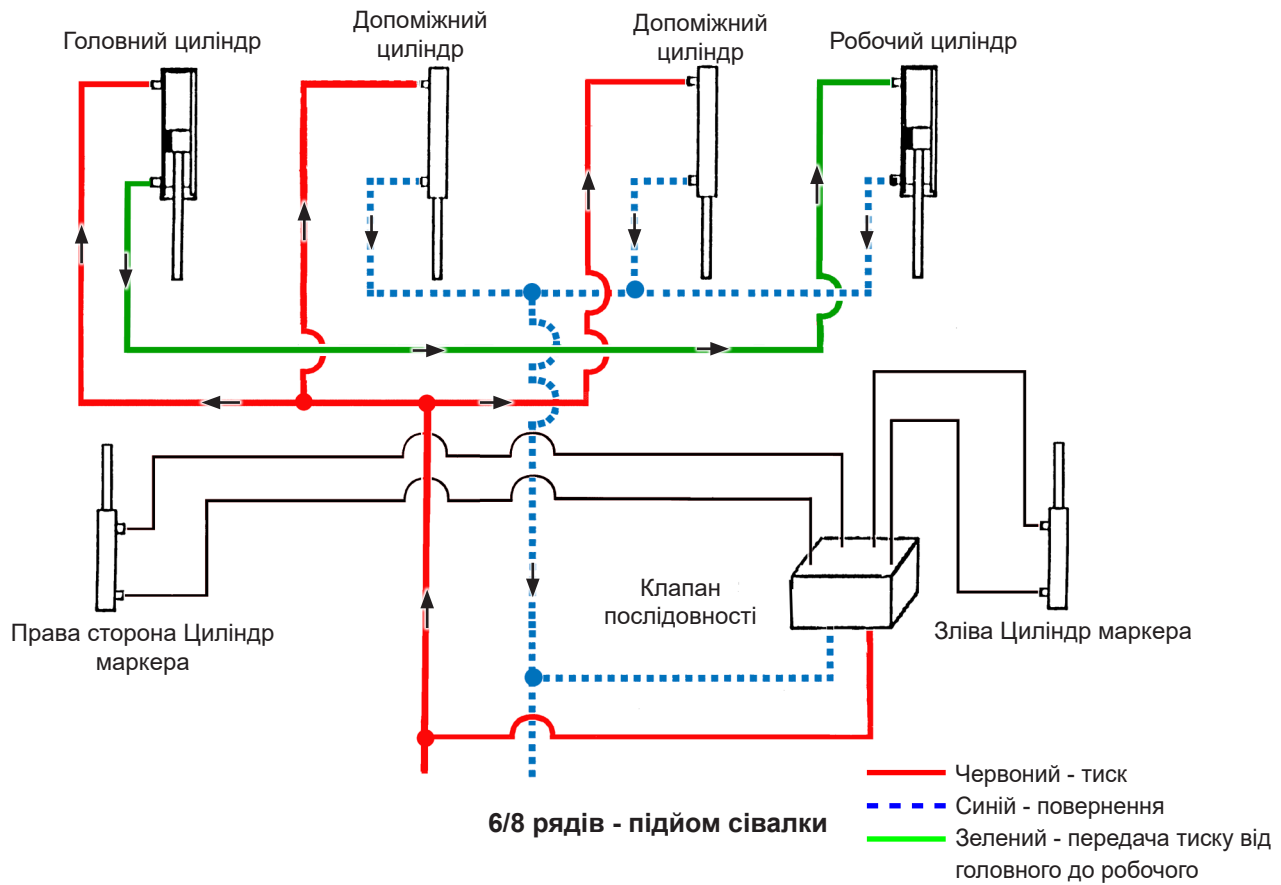 Головний циліндр
Допоміжний
циліндр
Допоміжний
циліндр
Робочий циліндр
Права сторона Циліндр
маркера
Клапан
послідовності
Зліва Циліндр маркера
6/8 рядів - підйом сівалки
Червоний - тиск
Синій - повернення
Зелений - передача тиску від
головного до робочого